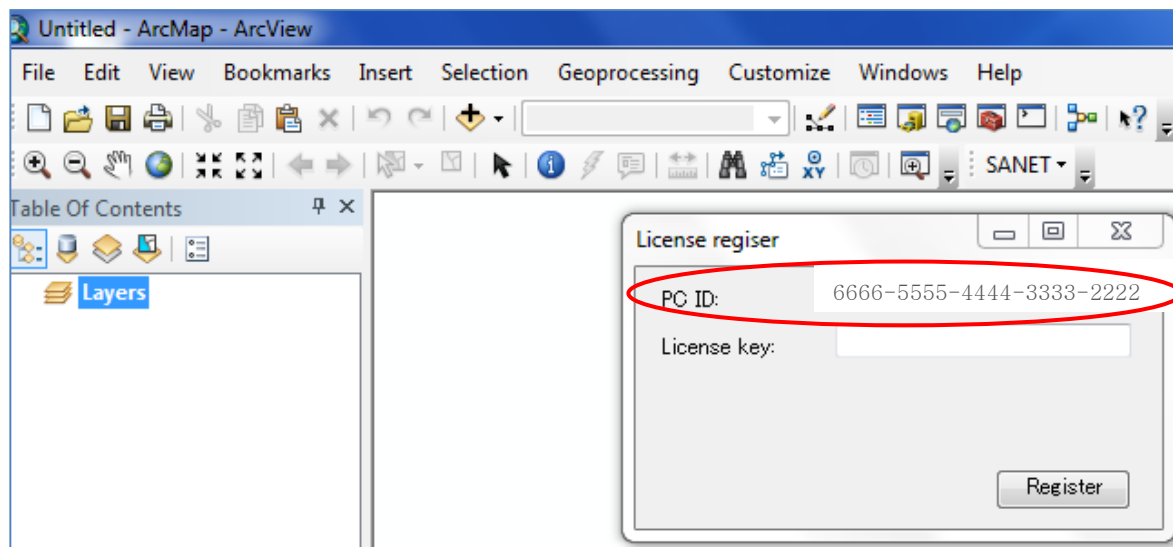 Untitled - ArcMap - ArcView
File Edit View Bookmarks Insert Selection Geoprocessing Customize Windows Help
XY
SANET
Table Of Contents
Layers
License regiser
PC ID: 6666-5555-4444-3333-2222
License key:
Register